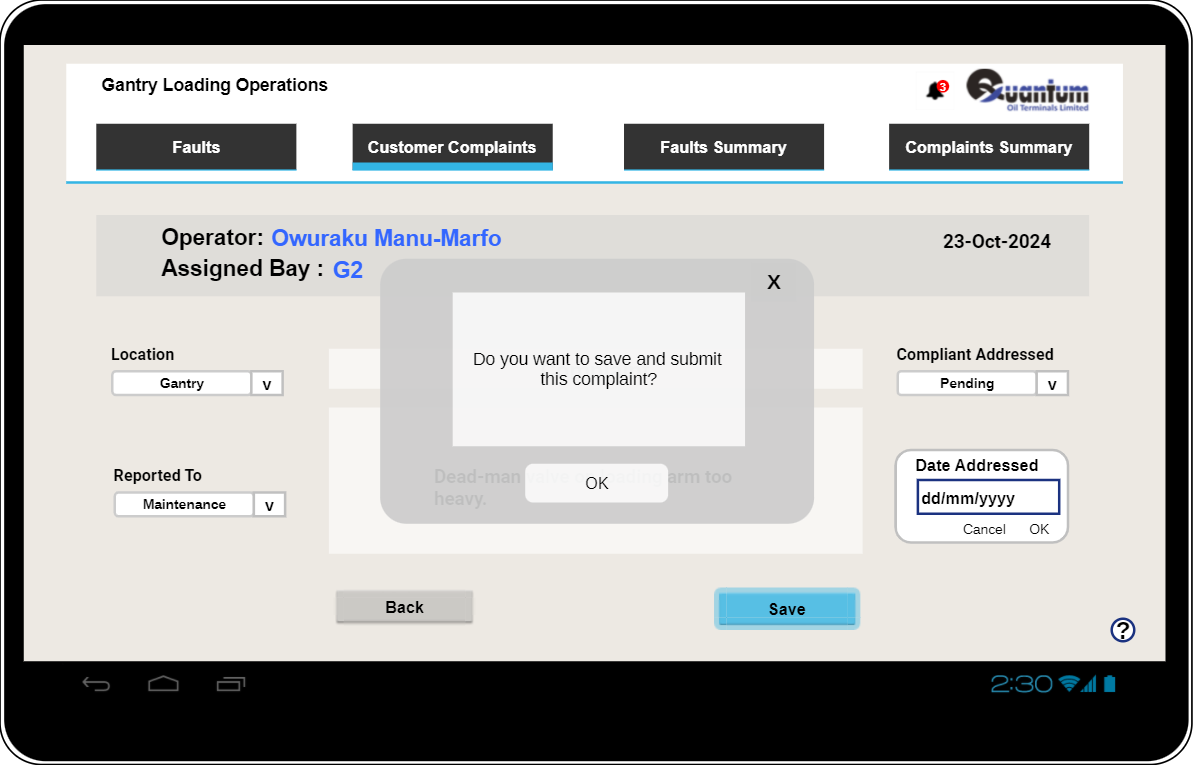 Gantry Loading Operations
3
Quantum
Oil Terminals Limited
Faults
Customer Complaints
Faults Summary
Complaints Summary
Operator: Owuraku Manu-Marfo
23-Oct-2024
Assigned Bay : G2
X
Do you want to save and submit
this complaint?
Location
Gantry v
Compliant Addressed
Pending v
Reported To
Maintenance v
Dead-man arm too
heavy.
OK
Date Addressed
dd/mm/yyyy
Cancel OK
Back
Save
?
2:30